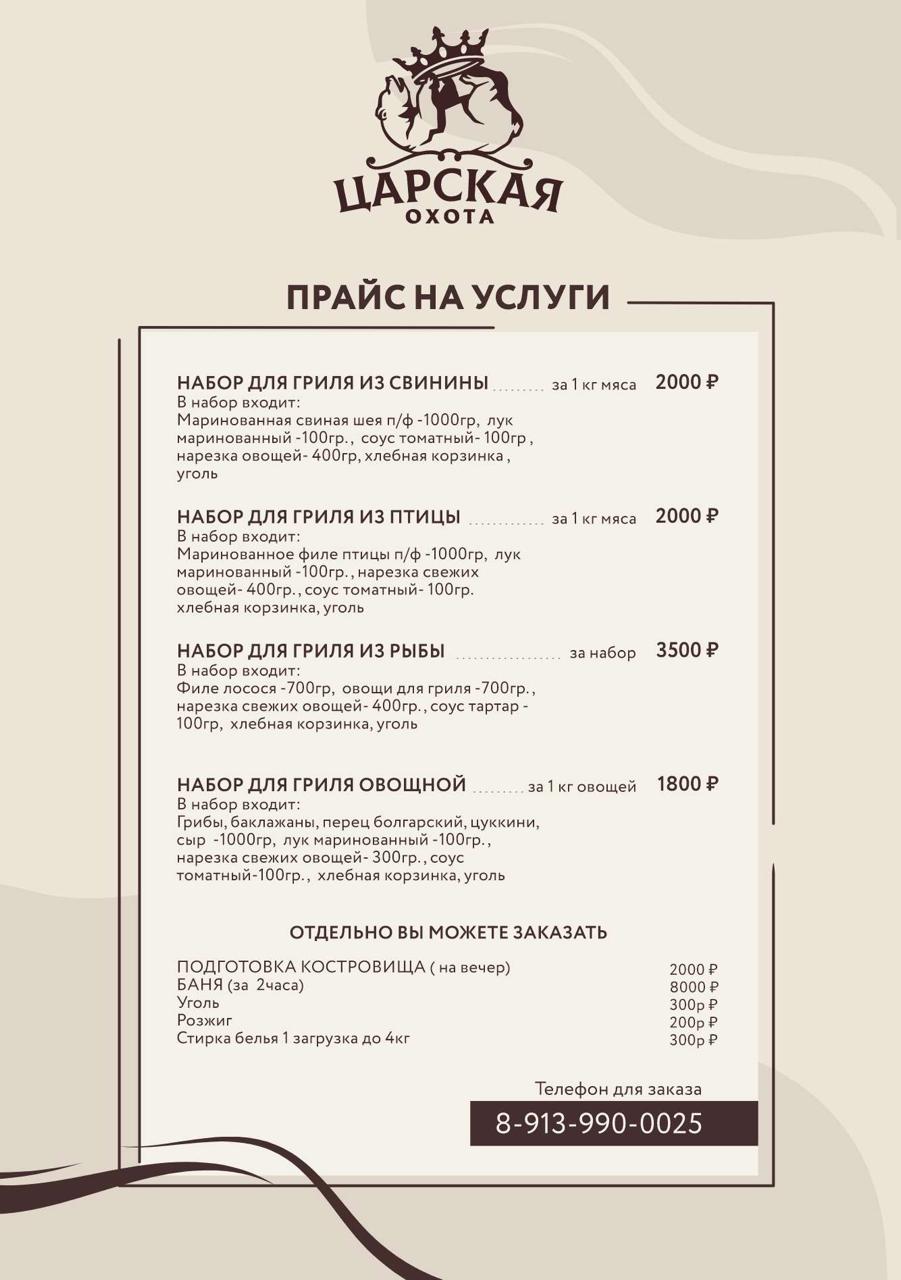 ЦАРСКАЯ
ОХОТА
ПРАЙС НА УСЛУГИ
НАБОР ДЛЯ ГРИЛЯ ИЗ СВИНИНЫ ........ за 1 кг мяса 2000 ₽
В набор входит:
Маринованная свиная шея п/ф -1000гр, лук
маринованный -100гр., соус томатный- 100гр ,
нарезка овощей- 400гр, хлебная корзинка ,
уголь
НАБОР ДЛЯ ГРИЛЯ ИЗ ПТИЦЫ ............ за 1 кг мяса 2000 ₽
В набор входит:
Маринованное филе птицы п/ф -1000гр, лук
маринованный -100гр., нарезка свежих
овощей- 400гр., соус томатный- 100гр.
хлебная корзинка, уголь
НАБОР ДЛЯ ГРИЛЯ ИЗ РЫБЫ ................. за набор 3500 ₽
В набор входит:
Филе лосося -700гр, овощи для гриля -700гр.,
нарезка свежих овощей- 400гр., соус тартар -
100гр, хлебная корзинка, уголь
НАБОР ДЛЯ ГРИЛЯ ОВОЩНОЙ ........ за 1 кг овощей 1800 ₽
В набор входит:
Грибы, баклажаны, перец болгарский, цуккини,
сыр -1000гр, лук маринованный -100гр.,
нарезка свежих овощей- 300гр., соус
томатный-100гр., хлебная корзинка, уголь
ОТДЕЛЬНО ВЫ МОЖЕТЕ ЗАКАЗАТЬ
ПОДГОТОВКА КОСТРОВИЩА ( на вечер) 2000 ₽
БАНЯ (за 2часа) 8000 ₽
Уголь 300р ₽
Розжиг 200р ₽
Стирка белья 1 загрузка до 4кг 300р ₽
Телефон для заказа
8-913-990-0025